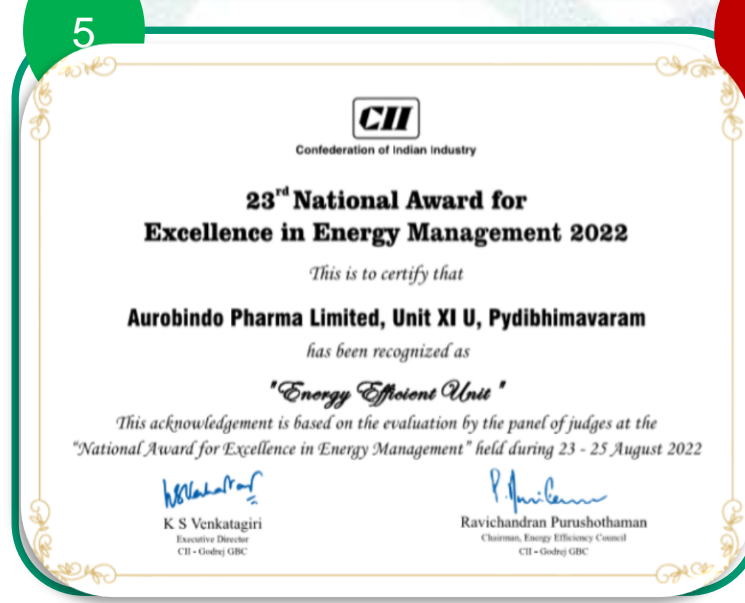 5
CII
Confederation of Indian Industry
23rd National Award for
Excellence in Energy Management 2022
This is to certify that
Aurobindo Pharma Limited, Unit XI U, Pydibhimavaram
has been recognized as
"Energy Efficient Unit"
This acknowledgement is based on the evaluation by the panel of judges at the
"National Award for Excellence in Energy Management" held during 23 - 25 August 2022
K S Venkatagiri
Executive Director
CII - Godrej GBC
Ravichandran Purushothaman
Chairman, Energy Efficiency Council
CII - Godrej GBC